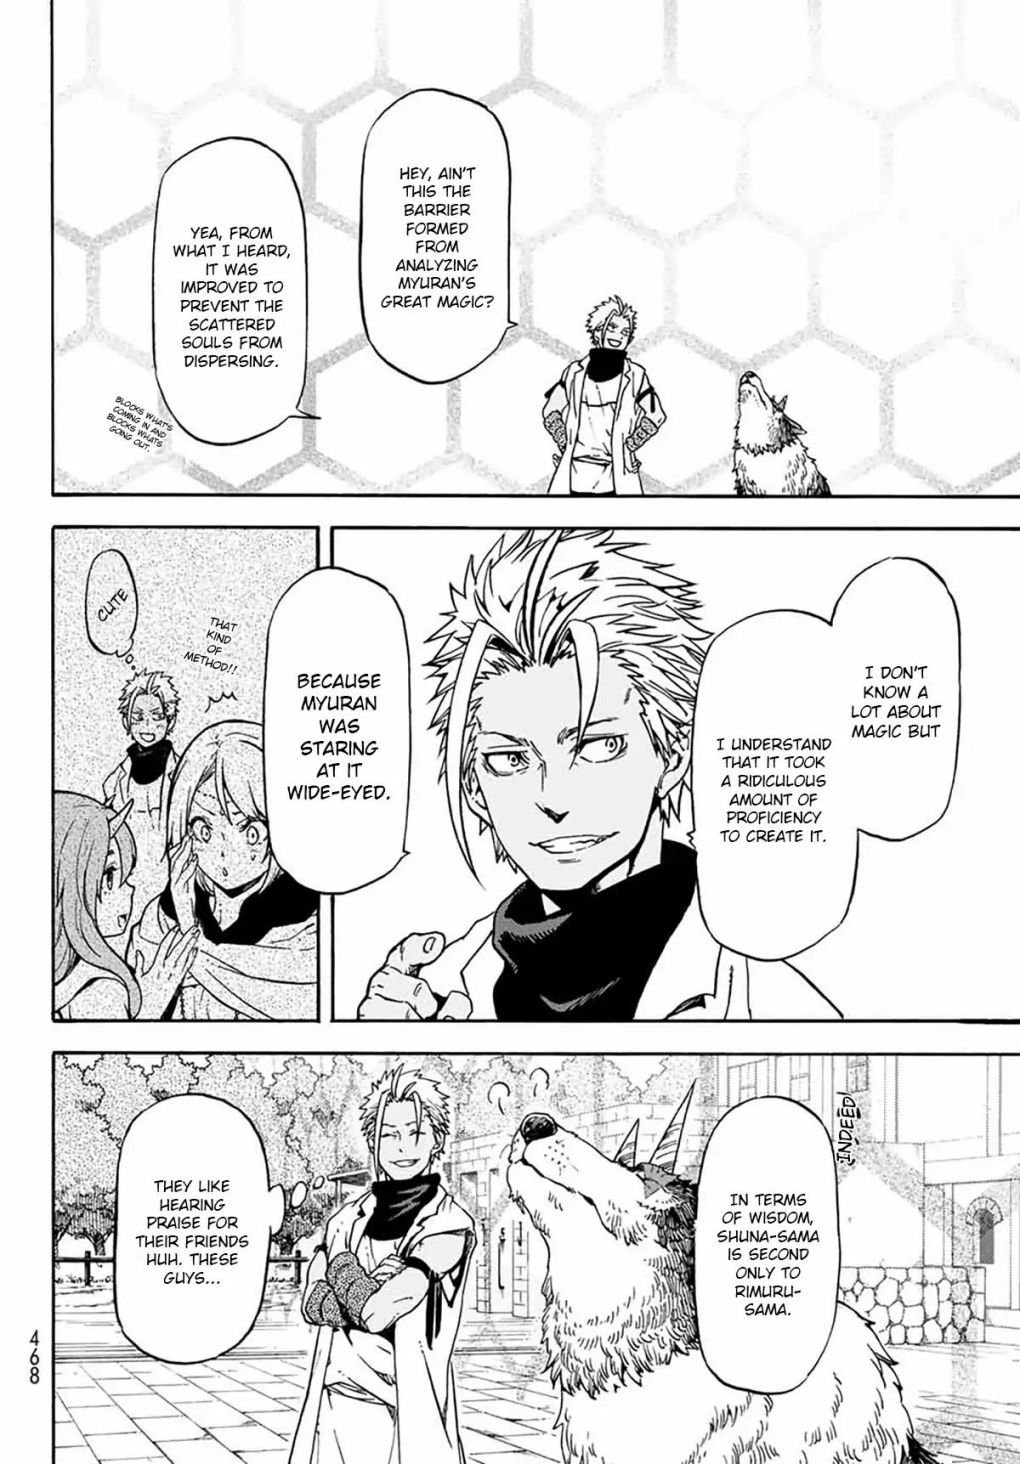 HEY, AIN'T
THIS THE
BARRIER
FORMED
FROM
ANALYZING
MYURAN'S
GREAT MAGIC?
YEA, FROM
WHAT I HEARD,
IT WAS
IMPROVED TO
PREVENT THE
SCATTERED
SOULS FROM
DISPERSING.
BLOCKS WHAT'S
COMING IN AND
BLOCKS WHATS
GOING OUT.
I DON'T
KNOW A
LOT ABOUT
MAGIC BUT
I UNDERSTAND
THAT IT TOOK
A RIDICULOUS
AMOUNT OF
PROFICIENCY
TO CREATE IT.
BECAUSE
MYURAN
WAS
STARING
AT IT
WIDE-EYED.
THAT
KIND
OF
METHOD!!
CUTE
INDEED
IN TERMS
OF WISDOM,
SHUNA-SAMA
IS SECOND
ONLY TO
RIMURU-
SAMA.
THEY LIKE
HEARING
PRAISE FOR
THEIR FRIENDS
HUH. THESE
GUYS...
468